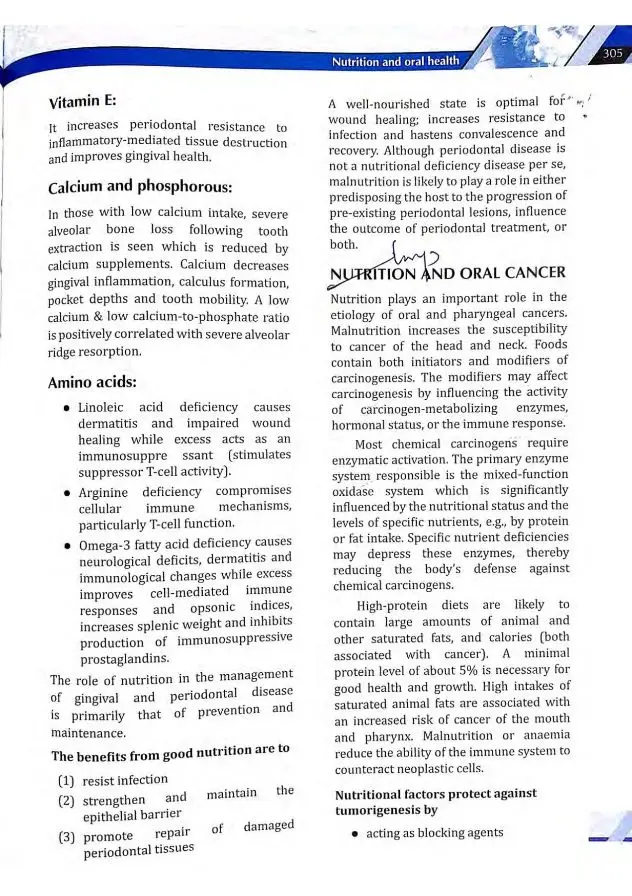 Nutrition and oral health
305
Vitamin E:
It increases periodontal resistance to
inflammatory-mediated tissue destruction
and improves gingival health.
Calcium and phosphorous:
In those with low calcium intake, severe
alveolar bone loss following tooth
extraction is seen which is reduced by
calcium supplements. Calcium decreases
gingival inflammation, calculus formation,
pocket depths and tooth mobility. A low
calcium & low calcium-to-phosphate ratio
is positively correlated with severe alveolar
ridge resorption.
Amino acids:
• Linoleic acid deficiency causes
dermatitis and impaired wound
healing while excess acts as an
immunosuppre ssant (stimulates
suppressor T-cell activity).
• Arginine deficiency compromises
cellular immune mechanisms,
particularly T-cell function.
• Omega-3 fatty acid deficiency causes
neurological deficits, dermatitis and
immunological changes while excess
improves cell-mediated immune
responses and opsonic indices,
increases splenic weight and inhibits
production of immunosuppressive
prostaglandins.
The role of nutrition in the management
of gingival and periodontal disease
is primarily that of prevention and
maintenance.
The benefits from good nutrition are to
(1) resist infection
(2) strengthen and maintain the
epithelial barrier
(3) promote repair of damaged
periodontal tissues
A well-nourished state is optimal for
wound healing; increases resistance to
infection and hastens convalescence and
recovery. Although periodontal disease is
not a nutritional deficiency disease per se,
malnutrition is likely to play a role in either
predisposing the host to the progression of
pre-existing periodontal lesions, influence
the outcome of periodontal treatment, or
both.
NUTRITION AND ORAL CANCER
Nutrition plays an important role in the
etiology of oral and pharyngeal cancers.
Malnutrition increases the susceptibility
to cancer of the head and neck. Foods
contain both initiators and modifiers of
carcinogenesis. The modifiers may affect
carcinogenesis by influencing the activity
of carcinogen-metabolizing enzymes,
hormonal status, or the immune response.
Most chemical carcinogens require
enzymatic activation. The primary enzyme
system responsible is the mixed-function
oxidase system which is significantly
influenced by the nutritional status and the
levels of specific nutrients, e.g., by protein
or fat intake. Specific nutrient deficiencies
may depress these enzymes, thereby
reducing the body's defense against
chemical carcinogens.
High-protein diets are likely to
contain large amounts of animal and
other saturated fats, and calories (both
associated with cancer). A minimal
protein level of about 5% is necessary for
good health and growth. High intakes of
saturated animal fats are associated with
an increased risk of cancer of the mouth
and pharynx. Malnutrition or anaemia
reduce the ability of the immune system to
counteract neoplastic cells.
Nutritional factors protect against
tumorigenesis by
• acting as blocking agents